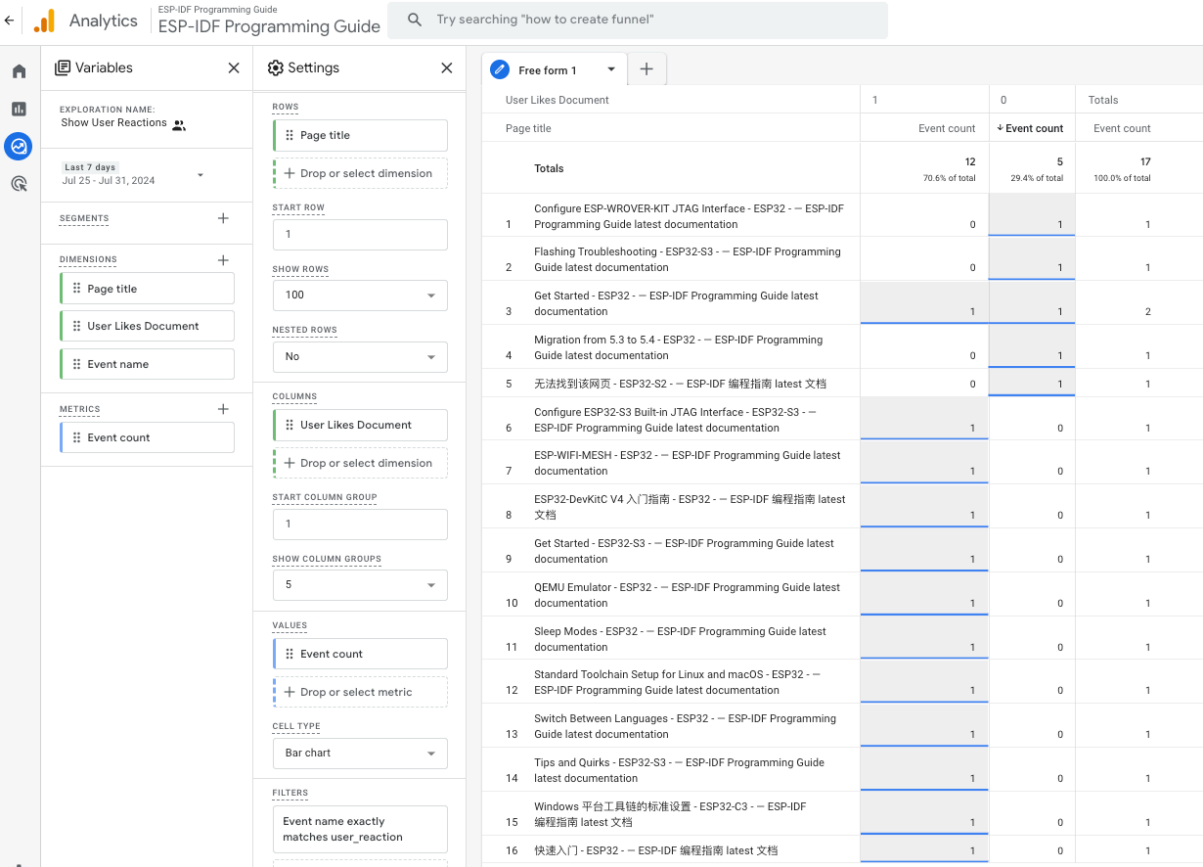 Analytics
ESP-IDF Programming Guide
ESP-IDF Programming Guide
Try searching "how to create funnel"
Variables
EXPLORATION NAME:
Show User Reactions
Last 7 days
Jul 25 - Jul 31, 2024
SEGMENTS
DIMENSIONS
Page title
User Likes Document
Event name
METRICS
Event count
Settings
ROWS
Page title
Drop or select dimension
START ROW
1
SHOW ROWS
100
NESTED ROWS
No
COLUMNS
User Likes Document
Drop or select dimension
START COLUMN GROUP
1
SHOW COLUMN GROUPS
5
VALUES
Event count
Drop or select metric
CELL TYPE
Bar chart
FILTERS
Event name exactly
matches user_reaction
Free form 1
User Likes Document 1 0 Totals
Page title Event count ↓ Event count Event count
Totals 12 5 17
70.6% of total 29.4% of total 100.0% of total
Configure ESP-WROVER-KIT JTAG Interface - ESP32 - — ESP-IDF
1 Programming Guide latest documentation 0 1 1
Flashing Troubleshooting - ESP32-S3 - — ESP-IDF Programming
2 Guide latest documentation 0 1 1
Get Started - ESP32 - — ESP-IDF Programming Guide latest
3 documentation 1 1 2
Migration from 5.3 to 5.4 - ESP32 - — ESP-IDF Programming
4 Guide latest documentation 0 1 1
5 无法找到该网页 - ESP32-S2 - — ESP-IDF 编程指南 latest 文档 0 1 1
Configure ESP32-S3 Built-in JTAG Interface - ESP32-S3 - —
6 ESP-IDF Programming Guide latest documentation 1 0 1
ESP-WIFI-MESH - ESP32 - — ESP-IDF Programming Guide latest
7 documentation 1 0 1
ESP32-DevKitC V4 入门指南 - ESP32 - — ESP-IDF 编程指南 latest
8 文档 1 0 1
Get Started - ESP32-S3 - — ESP-IDF Programming Guide latest
9 documentation 1 0 1
QEMU Emulator - ESP32 - — ESP-IDF Programming Guide latest
10 documentation 1 0 1
Sleep Modes - ESP32 - — ESP-IDF Programming Guide latest
11 documentation 1 0 1
Standard Toolchain Setup for Linux and macOS - ESP32 - —
12 ESP-IDF Programming Guide latest documentation 1 0 1
Switch Between Languages - ESP32 - — ESP-IDF Programming
13 Guide latest documentation 1 0 1
Tips and Quirks - ESP32-S3 - — ESP-IDF Programming Guide
14 latest documentation 1 0 1
Windows 平台工具链的标准设置 - ESP32-C3 - — ESP-IDF
15 编程指南 latest 文档 1 0 1
16 快速入门 - ESP32 - — ESP-IDF 编程指南 latest 文档 1 0 1